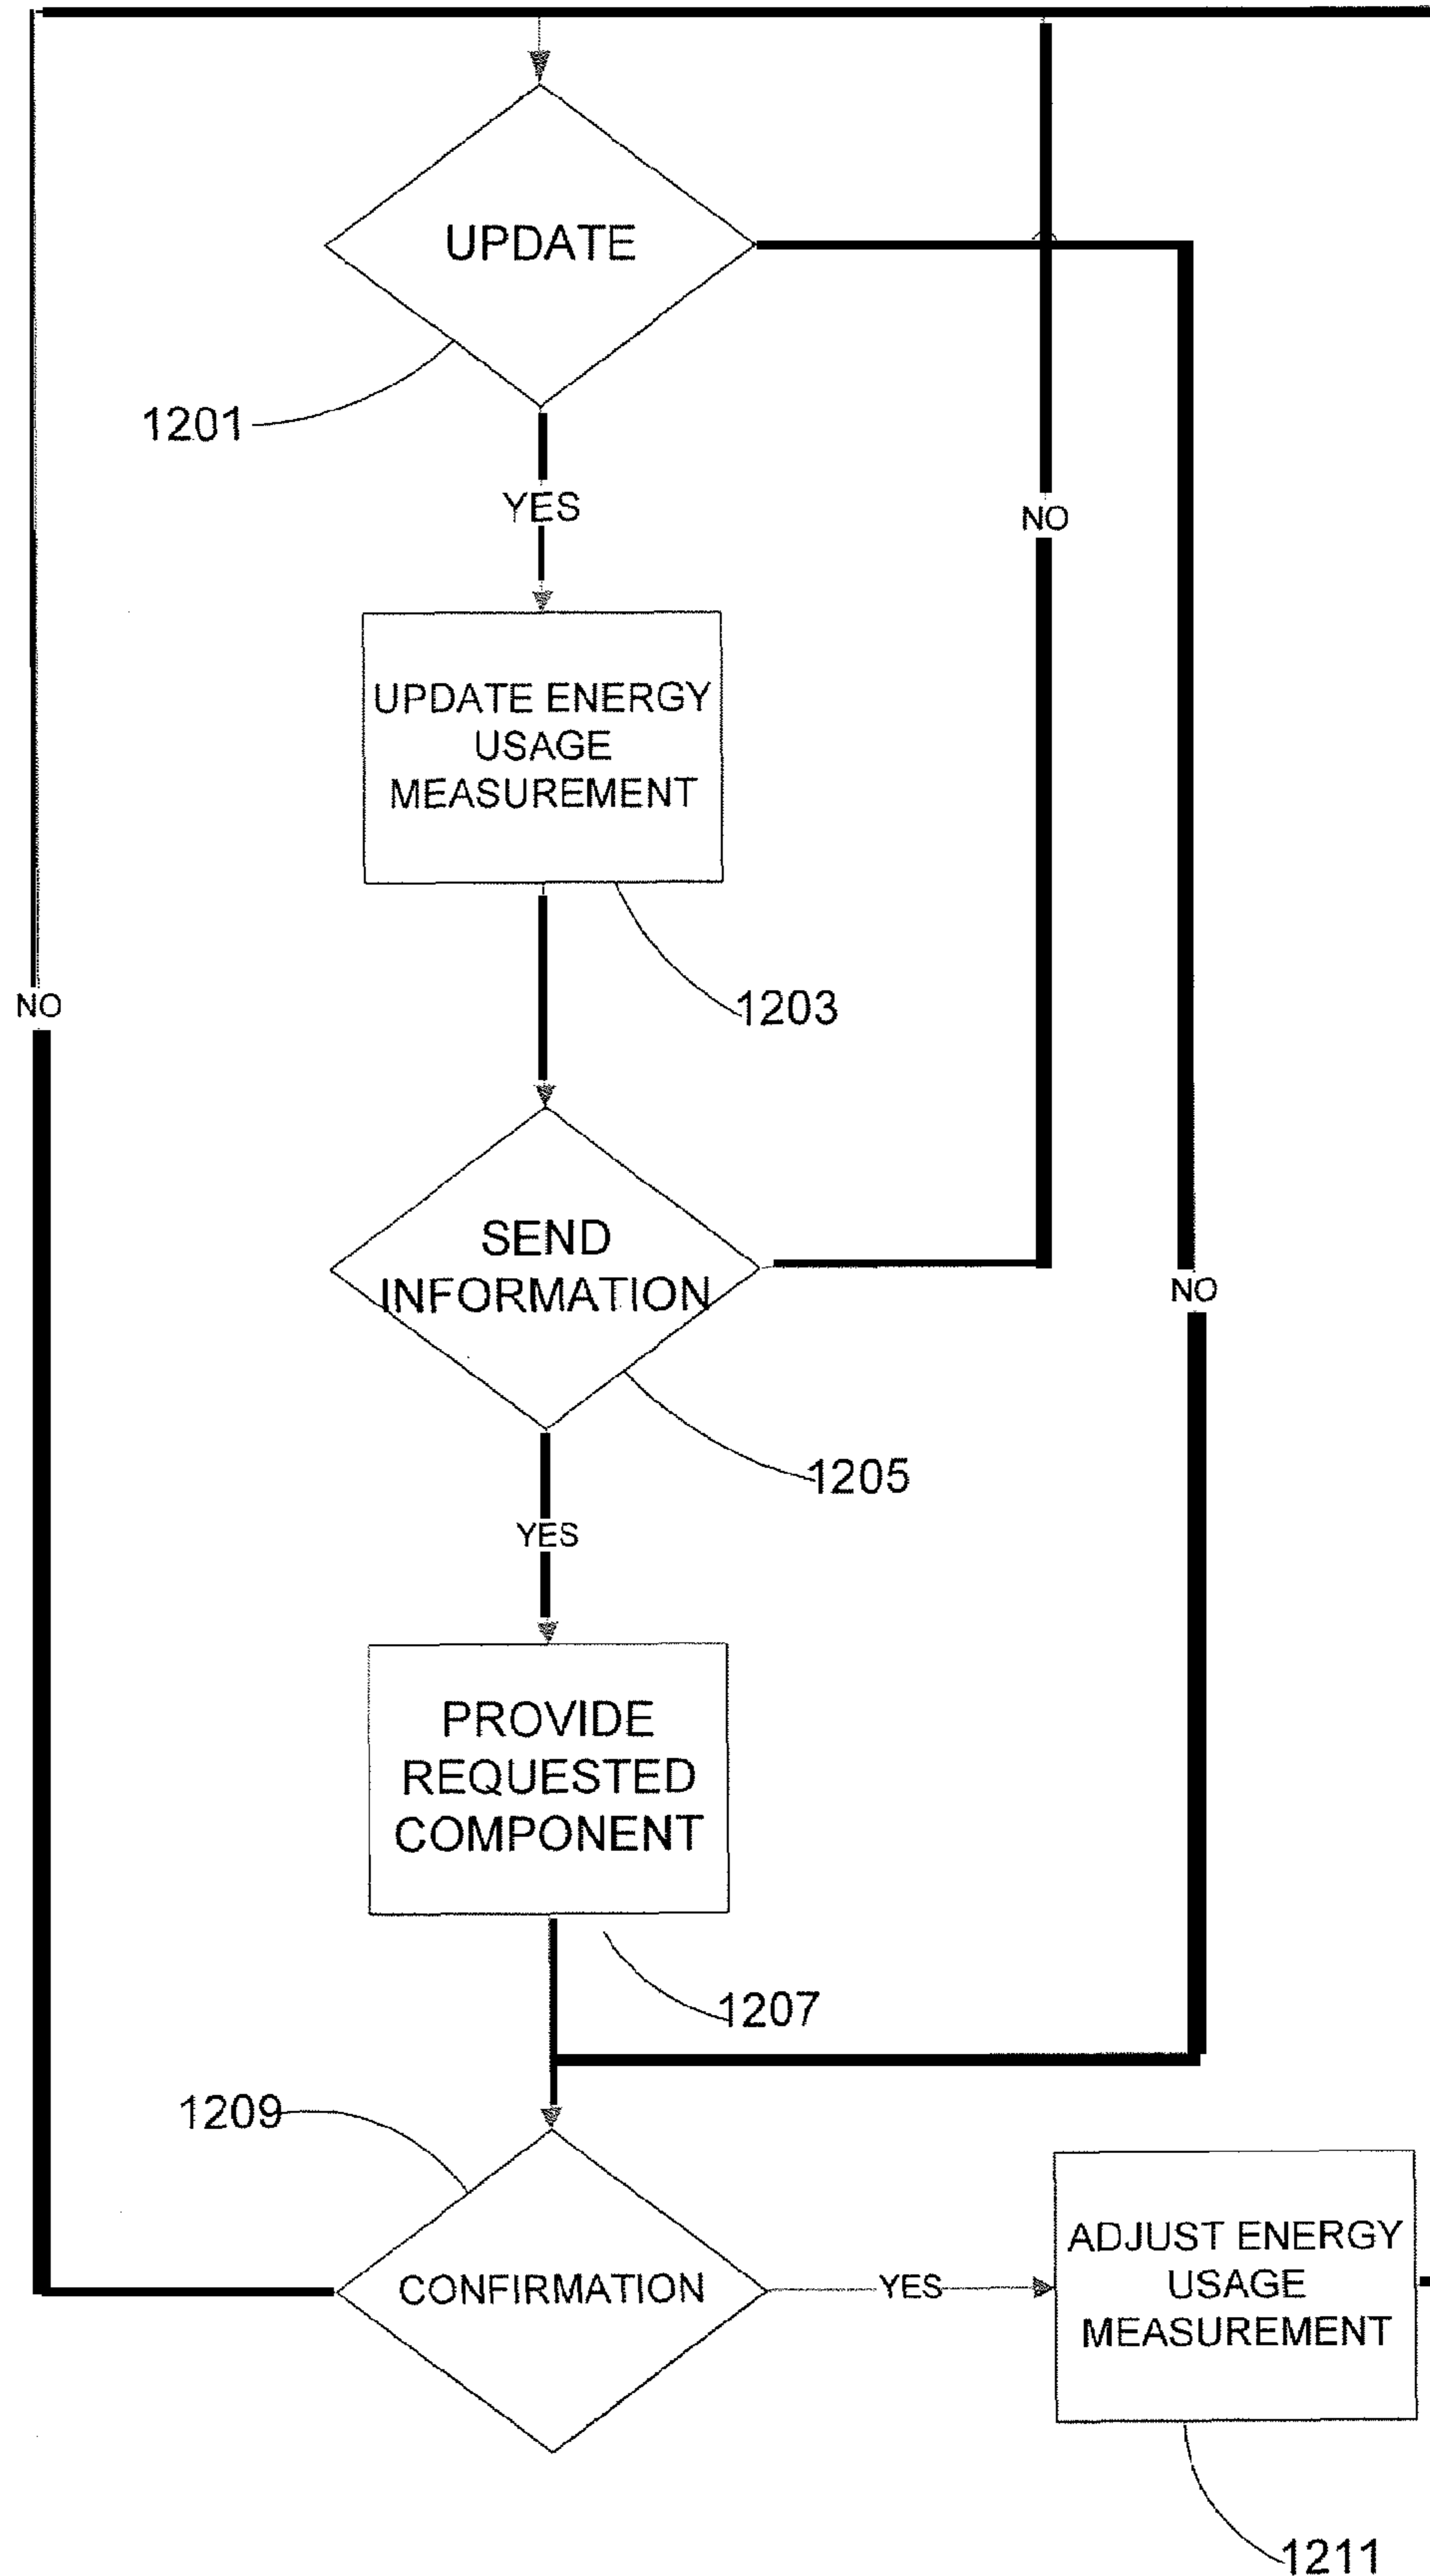 UPDATE
1201
YES
NO
UPDATE ENERGY
USAGE
MEASUREMENT
NO
1203
SEND
INFORMATION
NO
1205
YES
PROVIDE
REQUESTED
COMPONENT
1207
1209
CONFIRMATION
YES
ADJUST ENERGY
USAGE
MEASUREMENT
1211